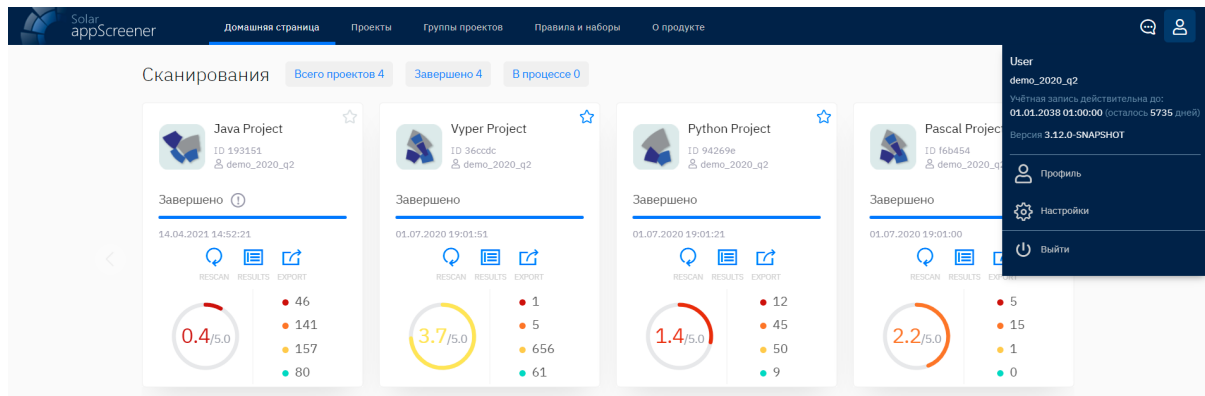 Solar
appScreener
Домашняя страница
Проекты
Группы проектов
Правила и наборы
О продукте
User
demo_2020_q2
Учётная запись действительна до:
01.01.2038 01:00:00 (осталось 5735 дней)
Версия 3.12.0-SNAPSHOT
Профиль
Настройки
Выйти
Сканирования
Всего проектов 4
Завершено 4
В процессе 0
Java Project
ID 193151
demo_2020_q2
Завершено
14.04.2021 14:52:21
RESCAN RESULTS EXPORT
0.4/5.0
46
141
157
80
Vyper Project
ID 36ccdc
demo_2020_q2
Завершено
01.07.2020 19:01:51
RESCAN RESULTS EXPORT
3.7/5.0
1
5
656
61
Python Project
ID 94269e
demo_2020_q2
Завершено
01.07.2020 19:01:21
RESCAN RESULTS EXPORT
1.4/5.0
12
45
50
9
Pascal Projec
ID f6b454
demo_2020_q
Завершено
01.07.2020 19:01:00
RESCAN RESULTS EXPORT
2.2/5.0
5
15
1
0